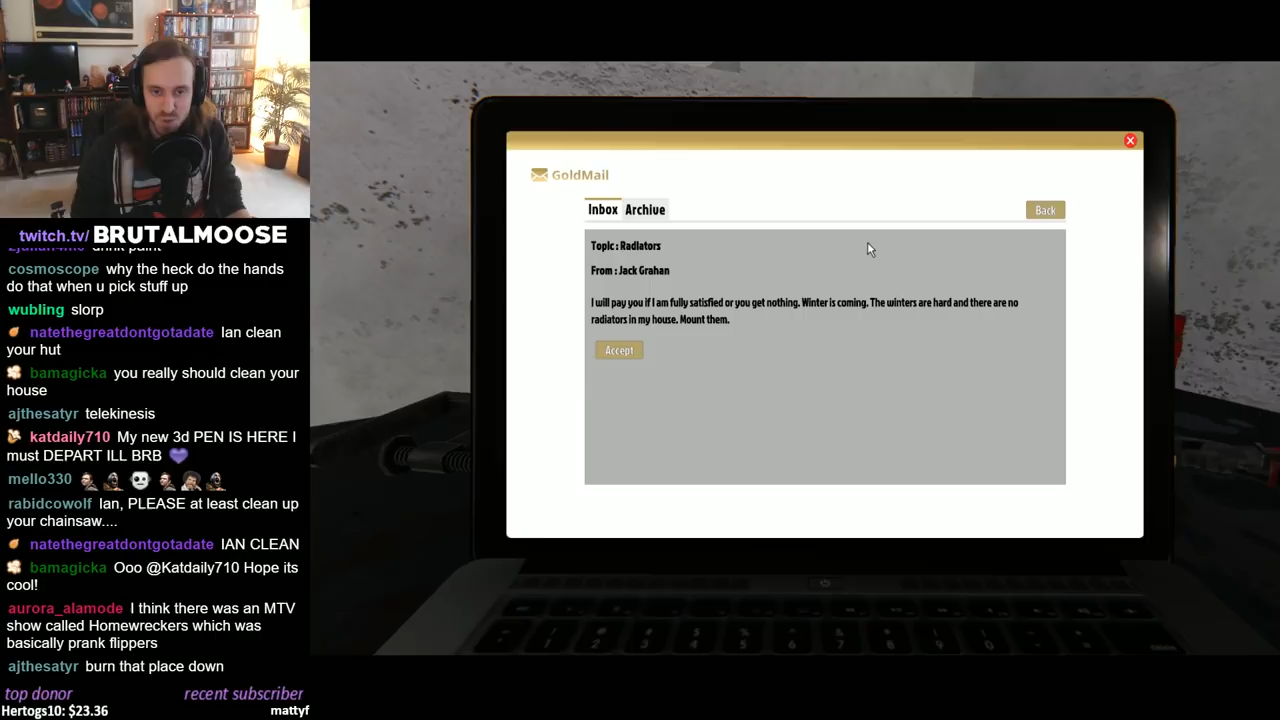 twitch.tv/BRUTALMOOSE
cosmoscope why the heck do the hands
do that when u pick stuff up
wubling slorp
natethegreatdontgotadate Ian clean
your hut
bamagicka you really should clean your
house
ajthesatyr telekinesis
katdaily710 My new 3d PEN IS HERE I
must DEPART ILL BRB
mello330
rabidcowolf Ian, PLEASE at least clean up
your chainsaw....
natethegreatdontgotadate IAN CLEAN
bamagicka Ooo @Katdaily710 Hope its
cool!
aurora_alamode I think there was an MTV
show called Homewreckers which was
basically prank flippers
ajthesatyr burn that place down
top donor
recent subscriber
Hertogs10: $23.36
mattyf
GoldMail
Inbox Archive
Back
Topic : Radiators
From : Jack Grahan
I will pay you if I am fully satisfied or you get nothing. Winter is coming. The winters are hard and there are no
radiators in my house. Mount them.
Accept